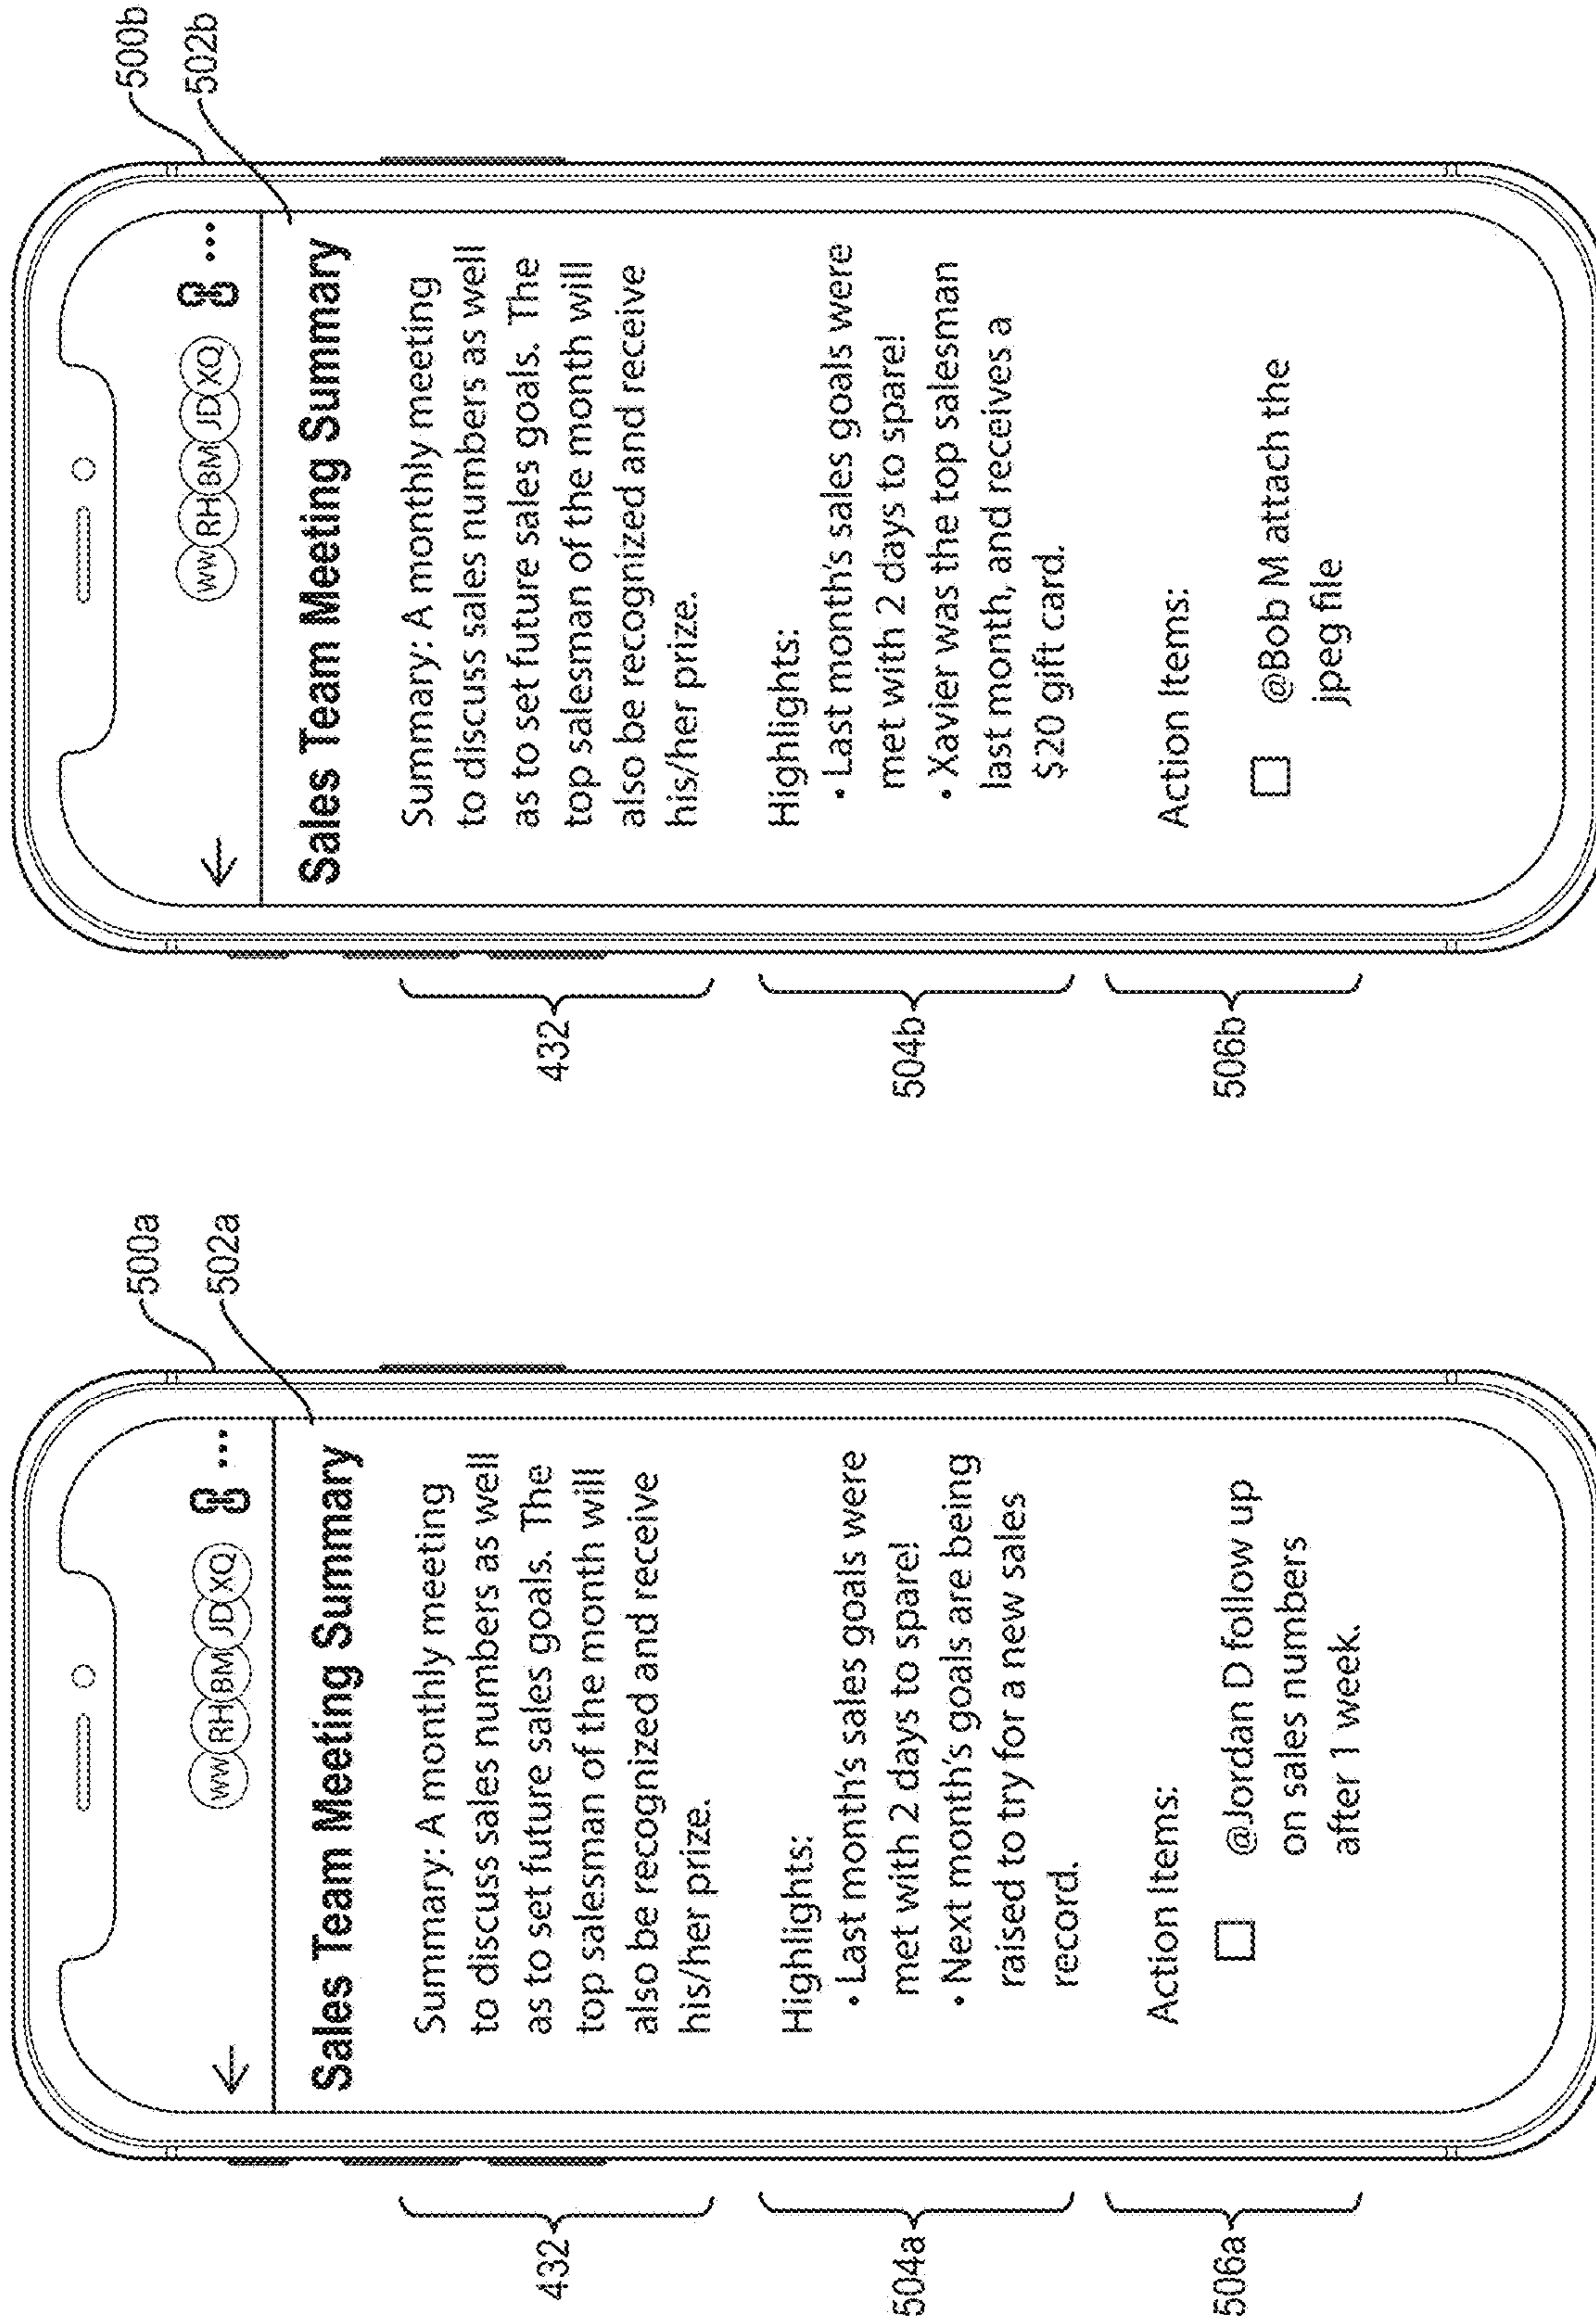 500a
502a
WW RH BM JD XQ ...
Sales Team Meeting Summary
432
Summary: A monthly meeting
to discuss sales numbers as well
as to set future sales goals. The
top salesman of the month will
also be recognized and receive
his/her prize.
504a
Highlights:
• Last month's sales goals were
met with 2 days to spare!
• Next month's goals are being
raised to try for a new sales
record.
506a
Action Items:
@Jordan D follow up
on sales numbers
after 1 week.
500b
502b
WW RH BM JD XQ ...
Sales Team Meeting Summary
432
Summary: A monthly meeting
to discuss sales numbers as well
as to set future sales goals. The
top salesman of the month will
also be recognized and receive
his/her prize.
504b
Highlights:
• Last month's sales goals were
met with 2 days to spare!
• Xavier was the top salesman
last month, and receives a
$20 gift card.
506b
Action Items:
@Bob M attach the
jpeg file